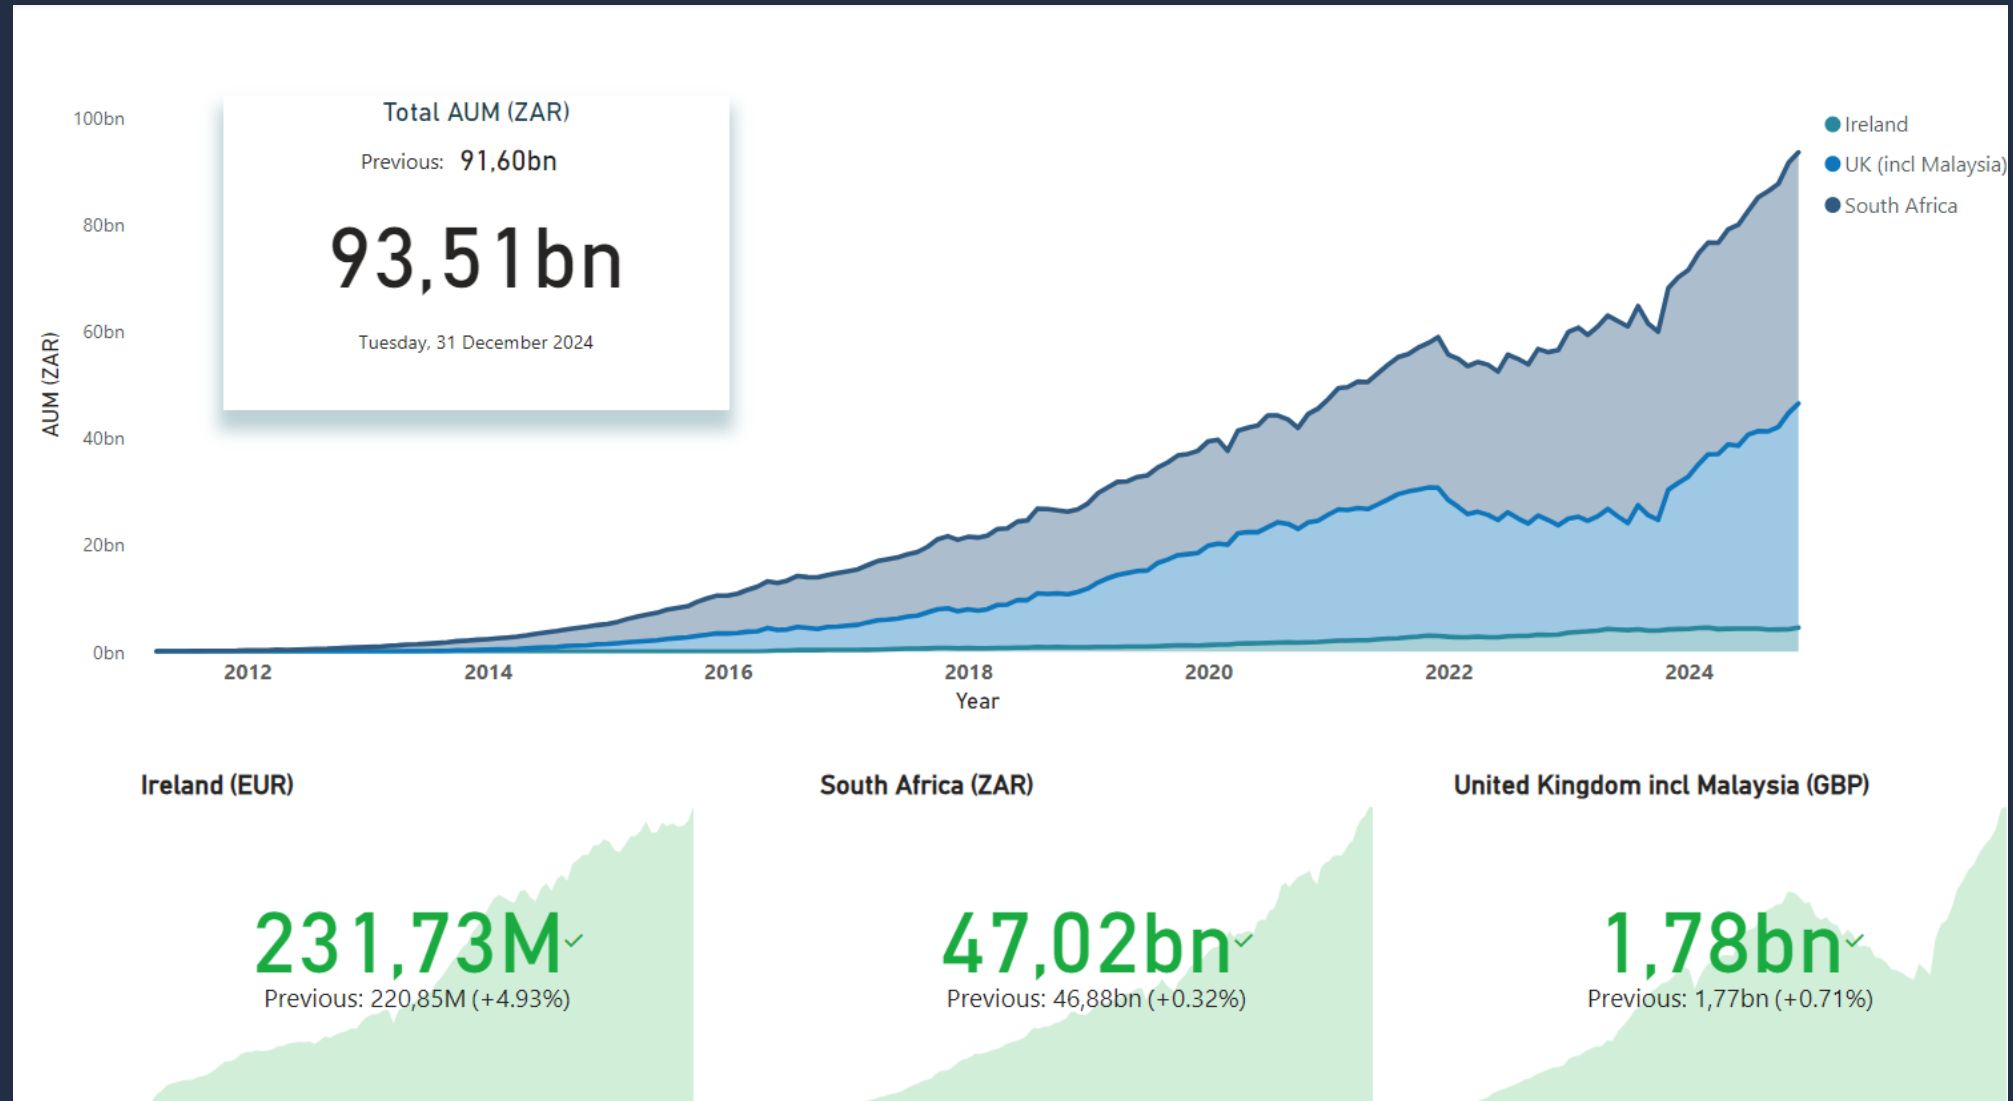 Total AUM (ZAR)
Previous: 91,60bn
93,51bn
Tuesday, 31 December 2024
100bn
80bn
60bn
40bn
20bn
0bn
AUM (ZAR)
2012 2014 2016 2018 2020 2022 2024
Year
Ireland
UK (incl Malaysia)
South Africa
Ireland (EUR)
231,73M
Previous: 220,85M (+4.93%)
South Africa (ZAR)
47,02bn
Previous: 46,88bn (+0.32%)
United Kingdom incl Malaysia (GBP)
1,78bn
Previous: 1,77bn (+0.71%)